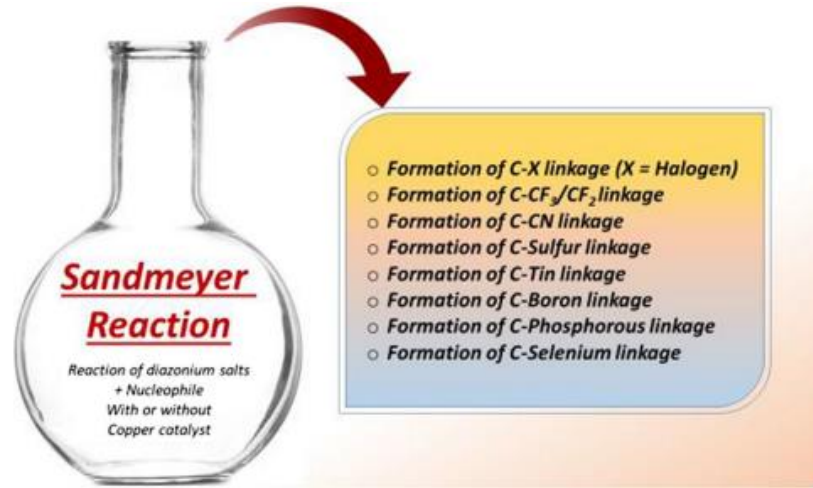 Sandmeyer
Reaction
Reaction of diazonium salts
+ Nucleophile
With or without
Copper catalyst
○ Formation of C-X linkage (X = Halogen)
○ Formation of C-CF₃/CF₂ linkage
○ Formation of C-CN linkage
○ Formation of C-Sulfur linkage
○ Formation of C-Tin linkage
○ Formation of C-Boron linkage
○ Formation of C-Phosphorous linkage
○ Formation of C-Selenium linkage